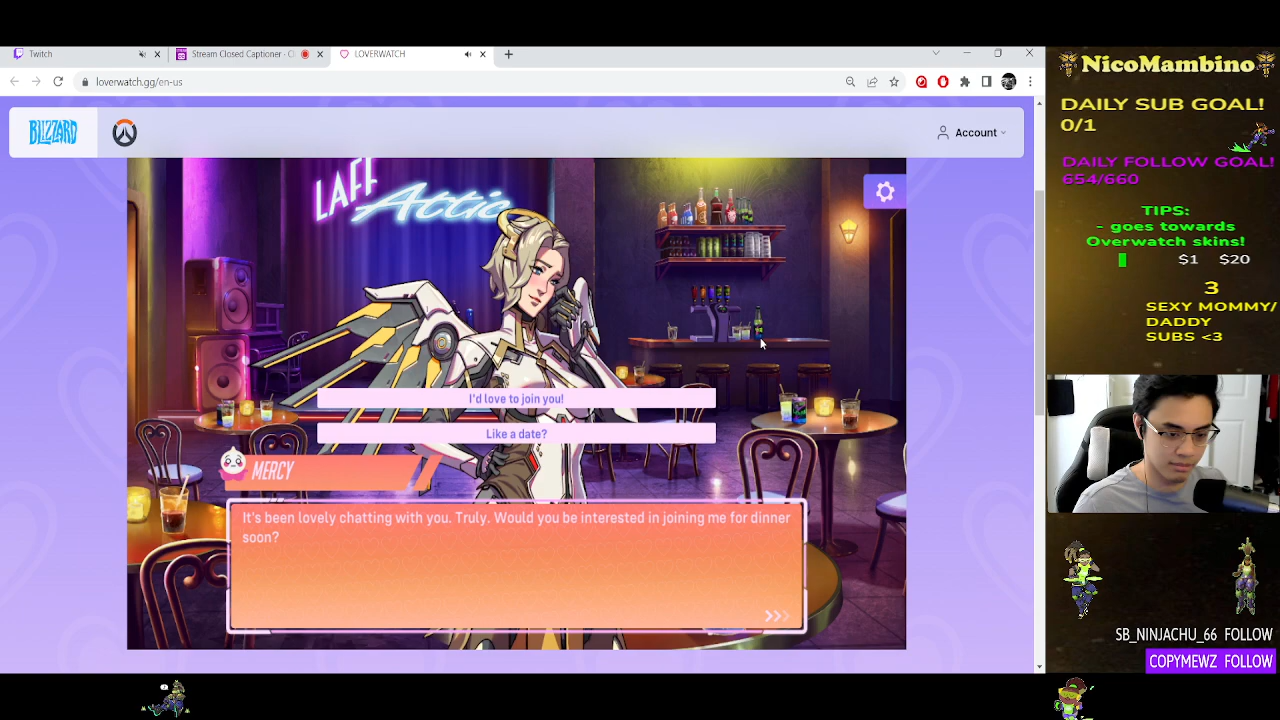 Twitch
Stream Closed Captioner - Cl
LOVERWATCH
loverwatch.gg/en-us
BLIZZARD
Account
LAFF
Attic
I'd love to join you!
Like a date?
MERCY
It's been lovely chatting with you. Truly. Would you be interested in joining me for dinner
soon?
NicoMambino
DAILY SUB GOAL!
0/1
DAILY FOLLOW GOAL!
654/660
TIPS:
- goes towards
Overwatch skins!
$1 $20
3
SEXY MOMMY/
DADDY
SUBS <3
SB_NINJACHU_66 FOLLOW
COPYMEWZ FOLLOW